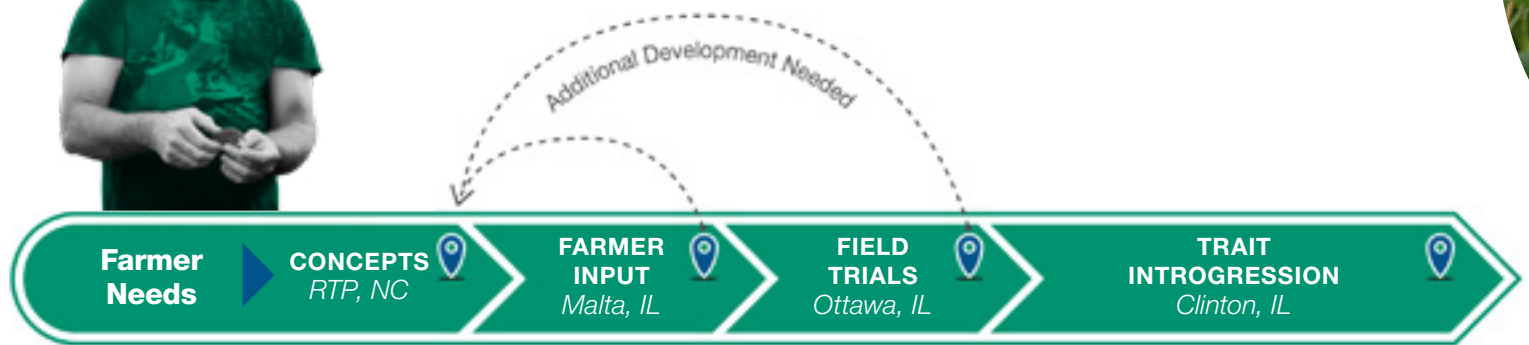 Additional Development Needed
Farmer
Needs
CONCEPTS
RTP, NC
FARMER
INPUT
Malta, IL
FIELD
TRIALS
Ottawa, IL
TRAIT
INTROGRESSION
Clinton, IL